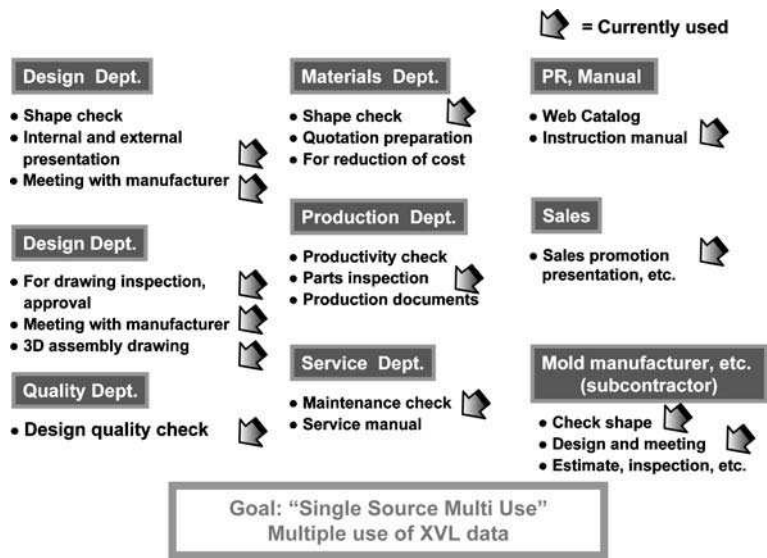 = Currently used
Design Dept.
• Shape check
• Internal and external
presentation
• Meeting with manufacturer
Design Dept.
• For drawing inspection,
approval
• Meeting with manufacturer
• 3D assembly drawing
Quality Dept.
• Design quality check
Materials Dept.
• Shape check
• Quotation preparation
• For reduction of cost
Production Dept.
• Productivity check
• Parts inspection
• Production documents
Service Dept.
• Maintenance check
• Service manual
PR, Manual
• Web Catalog
• Instruction manual
Sales
• Sales promotion
presentation, etc.
Mold manufacturer, etc.
(subcontractor)
• Check shape
• Design and meeting
• Estimate, inspection, etc.
Goal: “Single Source Multi Use”
Multiple use of XVL data